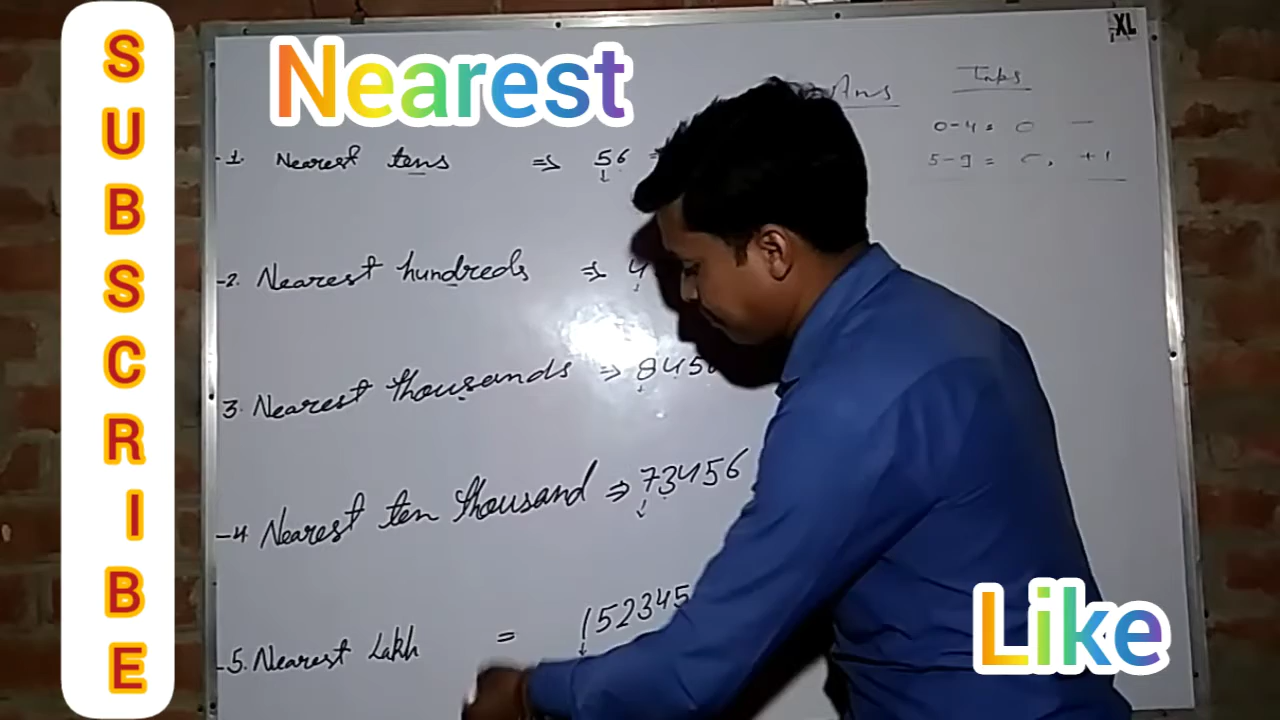 SUBSCRIBE
Nearest
XL
Ans
0-4 = 0 —
5-9 = 0, +1
-1. Nearest tens ⇒ 56 =
-2. Nearest hundreds ⇒ 4
3. Nearest Thousands ⇒ 845
-4 Nearest ten Thousand ⇒ 73456
-5. Nearest Lakh = 152345
Like